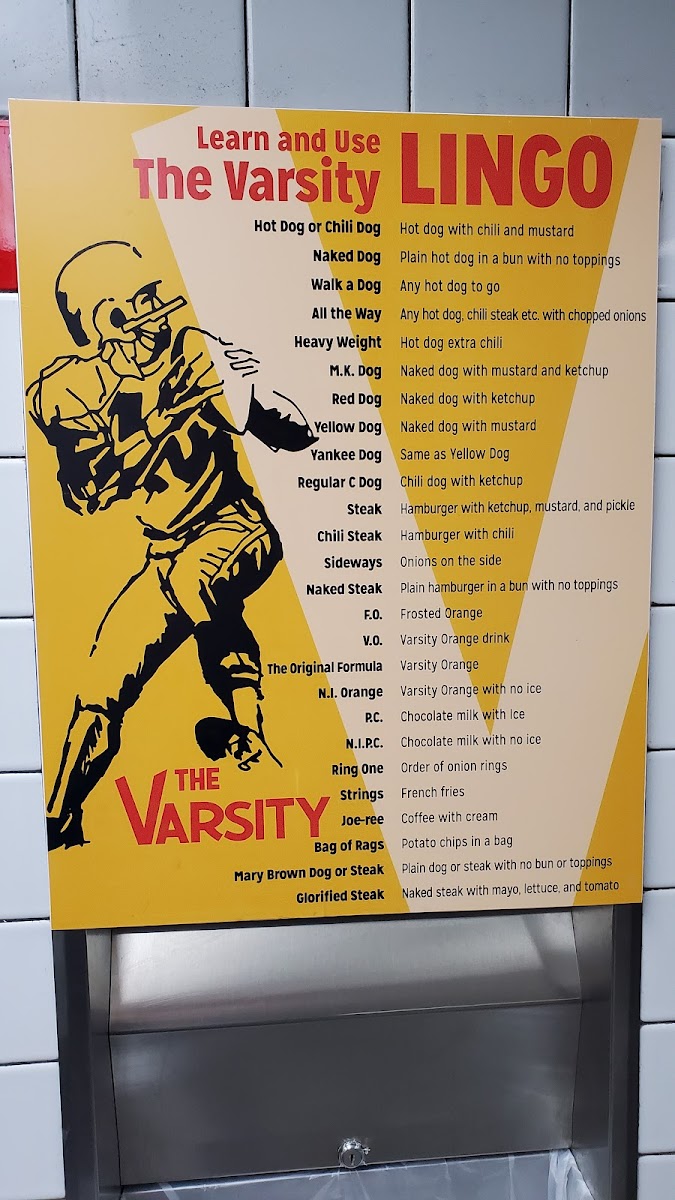 Learn and Use
The Varsity LINGO
Hot Dog or Chili Dog Hot dog with chili and mustard
Naked Dog Plain hot dog in a bun with no toppings
Walk a Dog Any hot dog to go
All the Way Any hot dog, chili steak etc. with chopped onions
Heavy Weight Hot dog extra chili
M.K. Dog Naked dog with mustard and ketchup
Red Dog Naked dog with ketchup
Yellow Dog Naked dog with mustard
Yankee Dog Same as Yellow Dog
Regular C Dog Chili dog with ketchup
Steak Hamburger with ketchup, mustard, and pickle
Chili Steak Hamburger with chili
Sideways Onions on the side
Naked Steak Plain hamburger in a bun with no toppings
F.O. Frosted Orange
V.O. Varsity Orange drink
The Original Formula Varsity Orange
N.I. Orange Varsity Orange with no ice
P.C. Chocolate milk with Ice
N.I.P.C. Chocolate milk with no ice
Ring One Order of onion rings
Strings French fries
Joe-ree Coffee with cream
Bag of Rags Potato chips in a bag
Mary Brown Dog or Steak Plain dog or steak with no bun or toppings
Glorified Steak Naked steak with mayo, lettuce, and tomato
THE
VARSITY